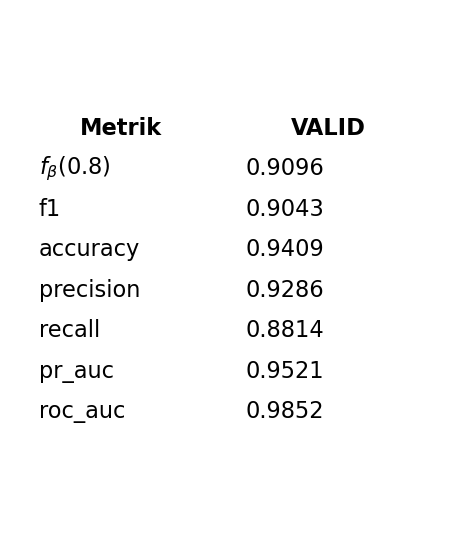 Metrik VALID
fβ(0.8) 0.9096
f1 0.9043
accuracy 0.9409
precision 0.9286
recall 0.8814
pr_auc 0.9521
roc_auc 0.9852